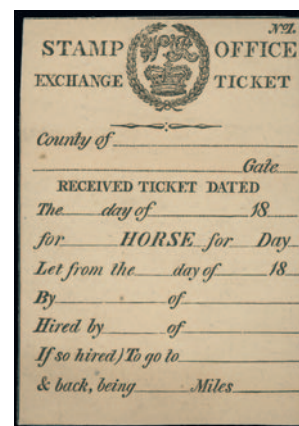 No. 1.
STAMP OFFICE
EXCHANGE TICKET
County of
Gate
RECEIVED TICKET DATED
The day of 18
for HORSE for Day
Let from the day of 18
By of
Hired by of
If so hired) To go to
& back, being Miles